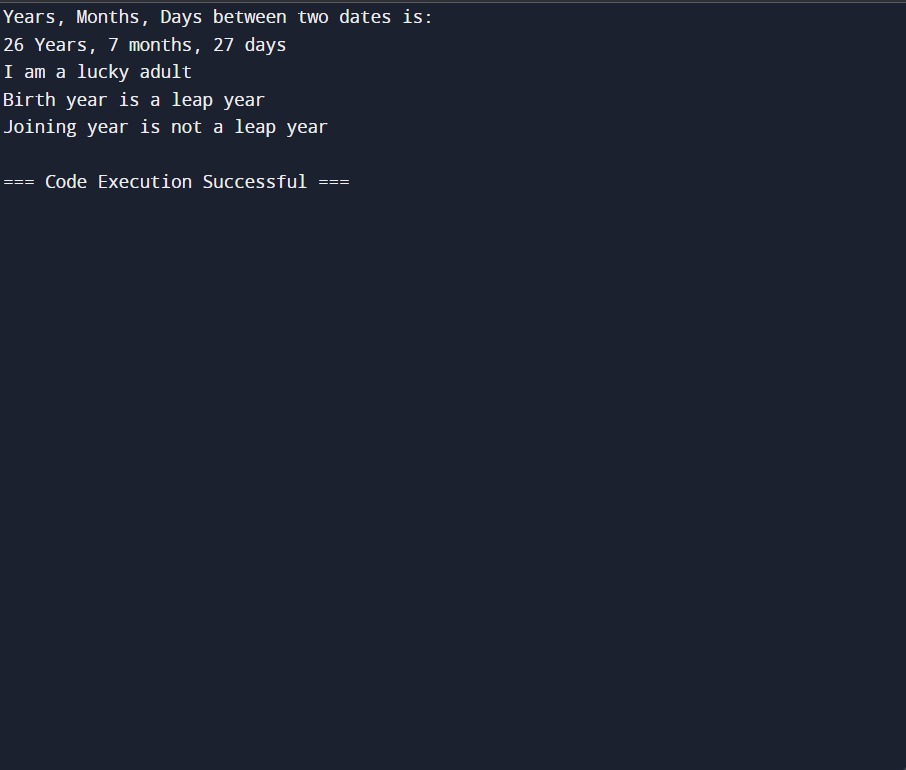 Years, Months, Days between two dates is:
26 Years, 7 months, 27 days
I am a lucky adult
Birth year is a leap year
Joining year is not a leap year
=== Code Execution Successful ===